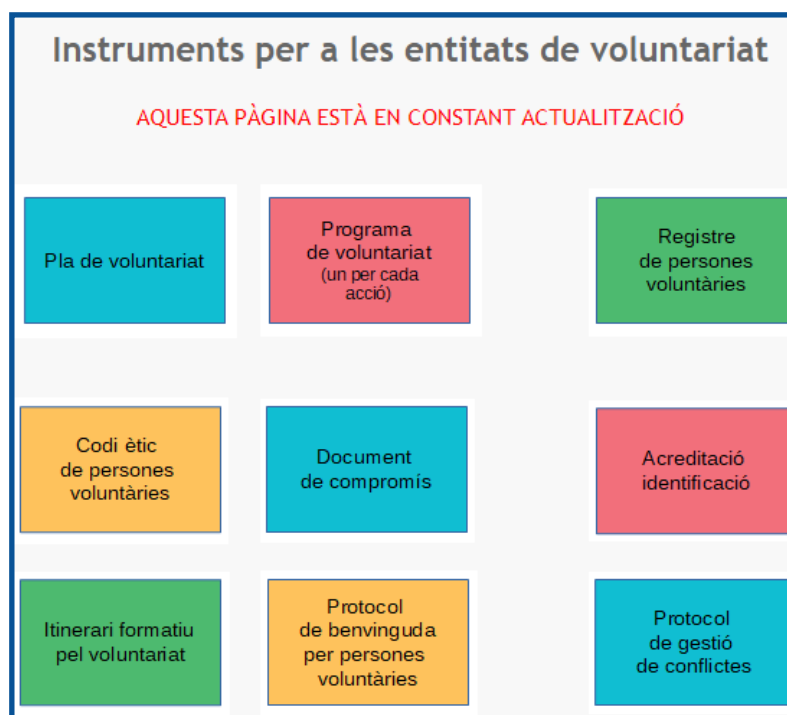 Instruments per a les entitats de voluntariat
AQUESTA PÀGINA ESTÀ EN CONSTANT ACTUALITZACIÓ
Pla de voluntariat
Programa
de voluntariat
(un per cada
acció)
Registre
de persones
voluntàries
Codi ètic
de persones
voluntàries
Document
de compromís
Acreditació
identificació
Itinerari formatiu
pel voluntariat
Protocol
de benvinguda
per persones
voluntàries
Protocol
de gestió
de conflictes